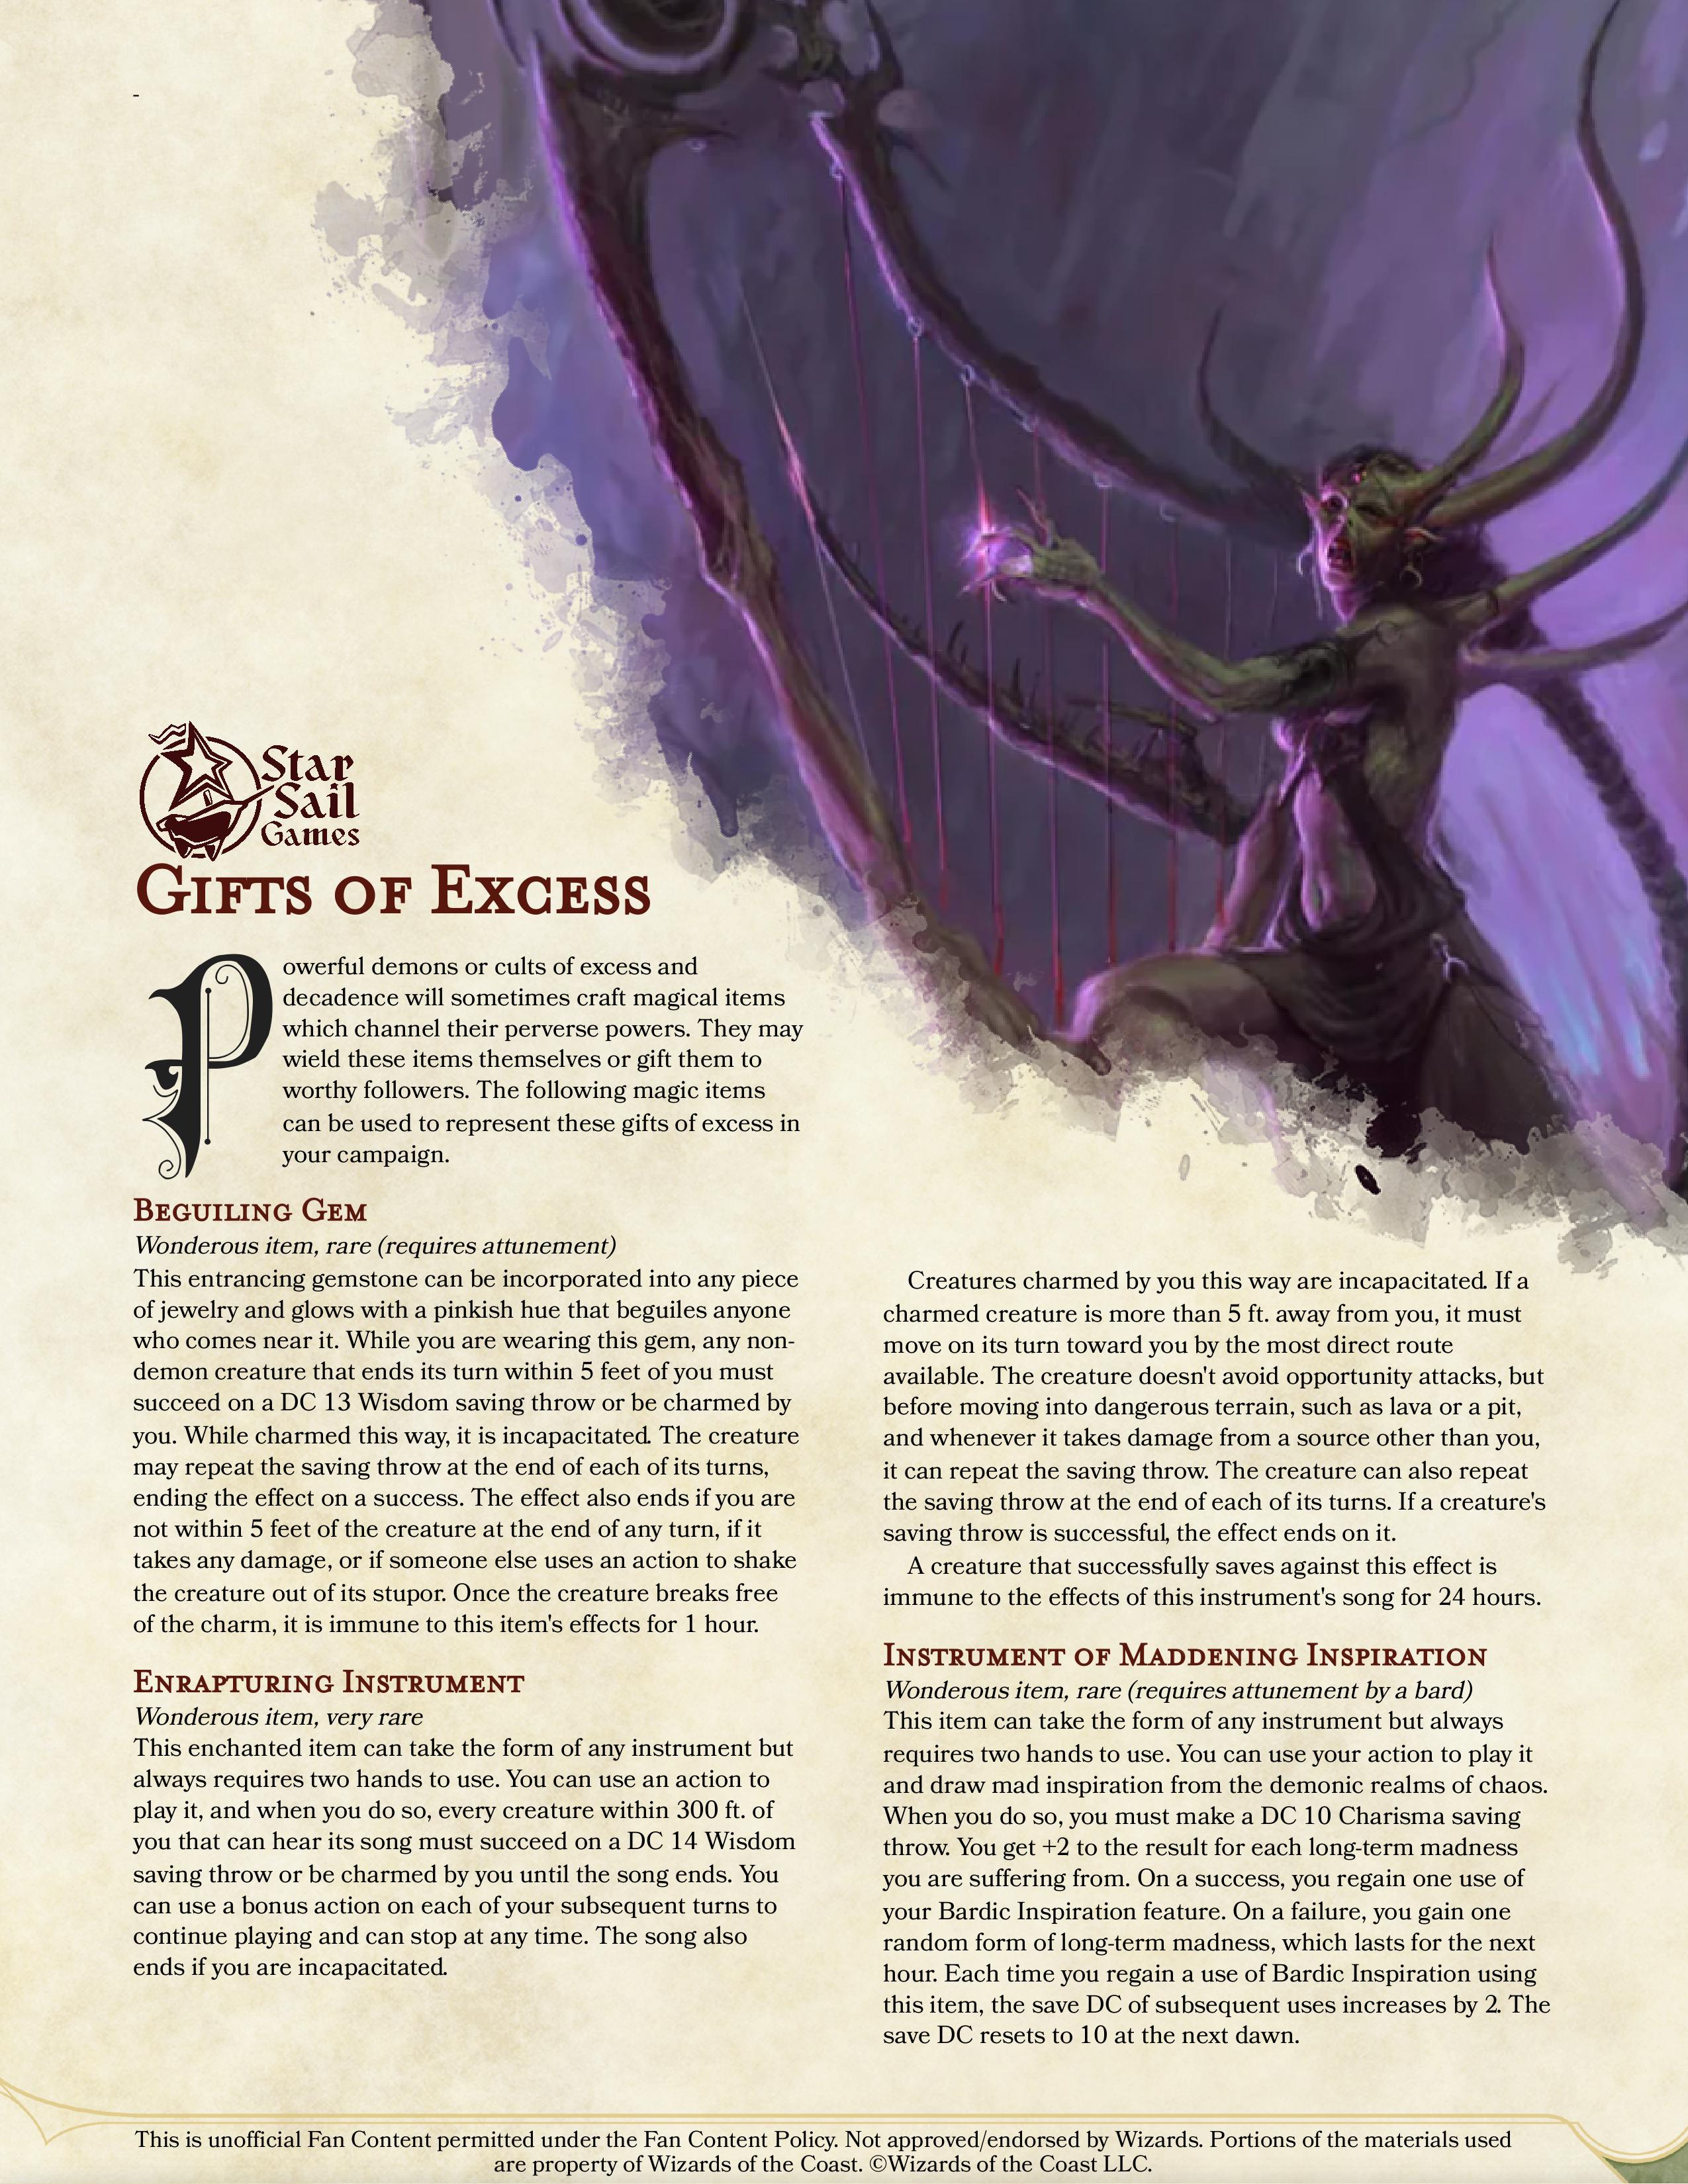 -
Star
Sail
Games
Gifts of Excess
Powerful demons or cults of excess and
decadence will sometimes craft magical items
which channel their perverse powers. They may
wield these items themselves or gift them to
worthy followers. The following magic items
can be used to represent these gifts of excess in
your campaign.
Beguiling Gem
Wonderous item, rare (requires attunement)
This entrancing gemstone can be incorporated into any piece
of jewelry and glows with a pinkish hue that beguiles anyone
who comes near it. While you are wearing this gem, any non-
demon creature that ends its turn within 5 feet of you must
succeed on a DC 13 Wisdom saving throw or be charmed by
you. While charmed this way, it is incapacitated. The creature
may repeat the saving throw at the end of each of its turns,
ending the effect on a success. The effect also ends if you are
not within 5 feet of the creature at the end of any turn, if it
takes any damage, or if someone else uses an action to shake
the creature out of its stupor. Once the creature breaks free
of the charm, it is immune to this item's effects for 1 hour.
Enrapturing Instrument
Wonderous item, very rare
This enchanted item can take the form of any instrument but
always requires two hands to use. You can use an action to
play it, and when you do so, every creature within 300 ft. of
you that can hear its song must succeed on a DC 14 Wisdom
saving throw or be charmed by you until the song ends. You
can use a bonus action on each of your subsequent turns to
continue playing and can stop at any time. The song also
ends if you are incapacitated.
Creatures charmed by you this way are incapacitated. If a
charmed creature is more than 5 ft. away from you, it must
move on its turn toward you by the most direct route
available. The creature doesn't avoid opportunity attacks, but
before moving into dangerous terrain, such as lava or a pit,
and whenever it takes damage from a source other than you,
it can repeat the saving throw. The creature can also repeat
the saving throw at the end of each of its turns. If a creature's
saving throw is successful, the effect ends on it.
A creature that successfully saves against this effect is
immune to the effects of this instrument's song for 24 hours.
Instrument of Maddening Inspiration
Wonderous item, rare (requires attunement by a bard)
This item can take the form of any instrument but always
requires two hands to use. You can use your action to play it
and draw mad inspiration from the demonic realms of chaos.
When you do so, you must make a DC 10 Charisma saving
throw. You get +2 to the result for each long-term madness
you are suffering from. On a success, you regain one use of
your Bardic Inspiration feature. On a failure, you gain one
random form of long-term madness, which lasts for the next
hour. Each time you regain a use of Bardic Inspiration using
this item, the save DC of subsequent uses increases by 2. The
save DC resets to 10 at the next dawn.
This is unofficial Fan Content permitted under the Fan Content Policy. Not approved/endorsed by Wizards. Portions of the materials used
are property of Wizards of the Coast. ©Wizards of the Coast LLC.